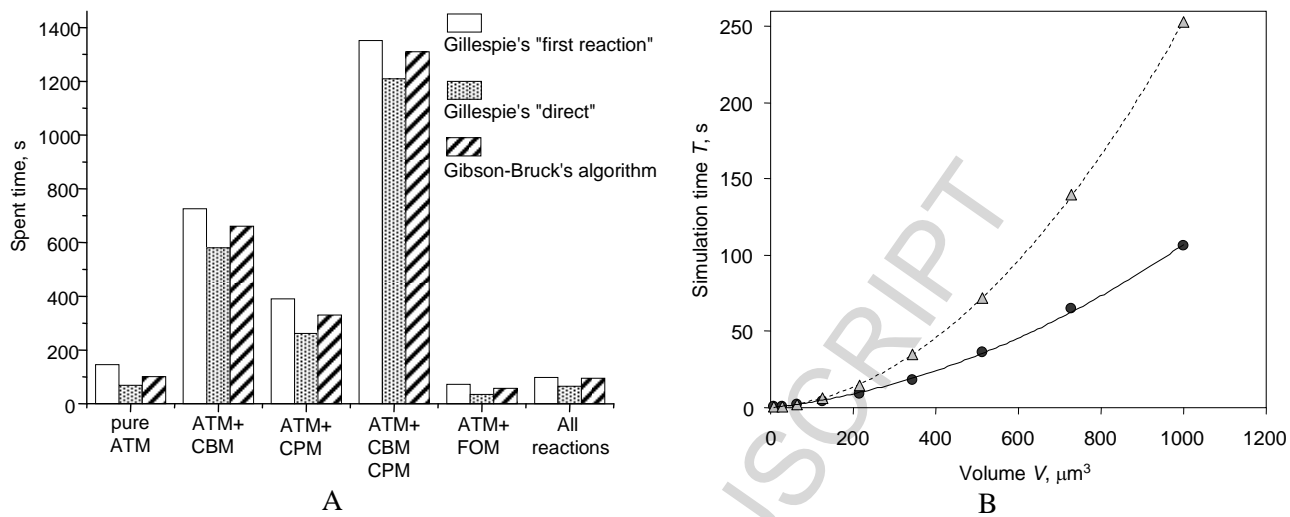 1400
1200
1000
800
600
400
200
0
Spent time, s
Gillespie's "first reaction"
Gillespie's "direct"
Gibson-Bruck's algorithm
pure
ATM
ATM+
CBM
ATM+
CPM
ATM+
CBM
CPM
ATM+
FOM
All
reactions
A
250
200
150
100
50
0
Simulation time T, s
0 200 400 600 800 1000 1200
Volume V, μm³
B
ISCRIPT